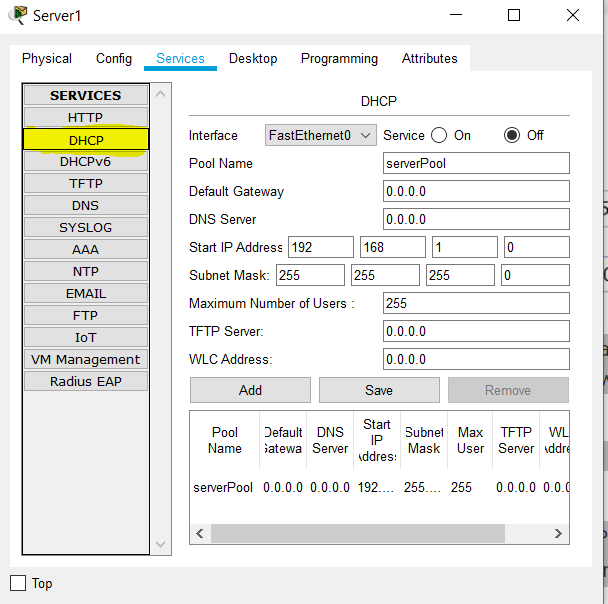 Server1
Physical Config Services Desktop Programming Attributes
SERVICES
HTTP
DHCP
DHCPv6
TFTP
DNS
SYSLOG
AAA
NTP
EMAIL
FTP
IoT
VM Management
Radius EAP
DHCP
Interface FastEthernet0 Service On Off
Pool Name serverPool
Default Gateway 0.0.0.0
DNS Server 0.0.0.0
Start IP Address 192 168 1 0
Subnet Mask: 255 255 255 0
Maximum Number of Users : 255
TFTP Server: 0.0.0.0
WLC Address: 0.0.0.0
Add Save Remove
Pool Name Default Gatewa DNS Server Start IP Address Subnet Mask Max User TFTP Server WL Addre
serverPool 0.0.0.0 0.0.0.0 192.... 255.... 255 0.0.0.0 0.0.0
Top